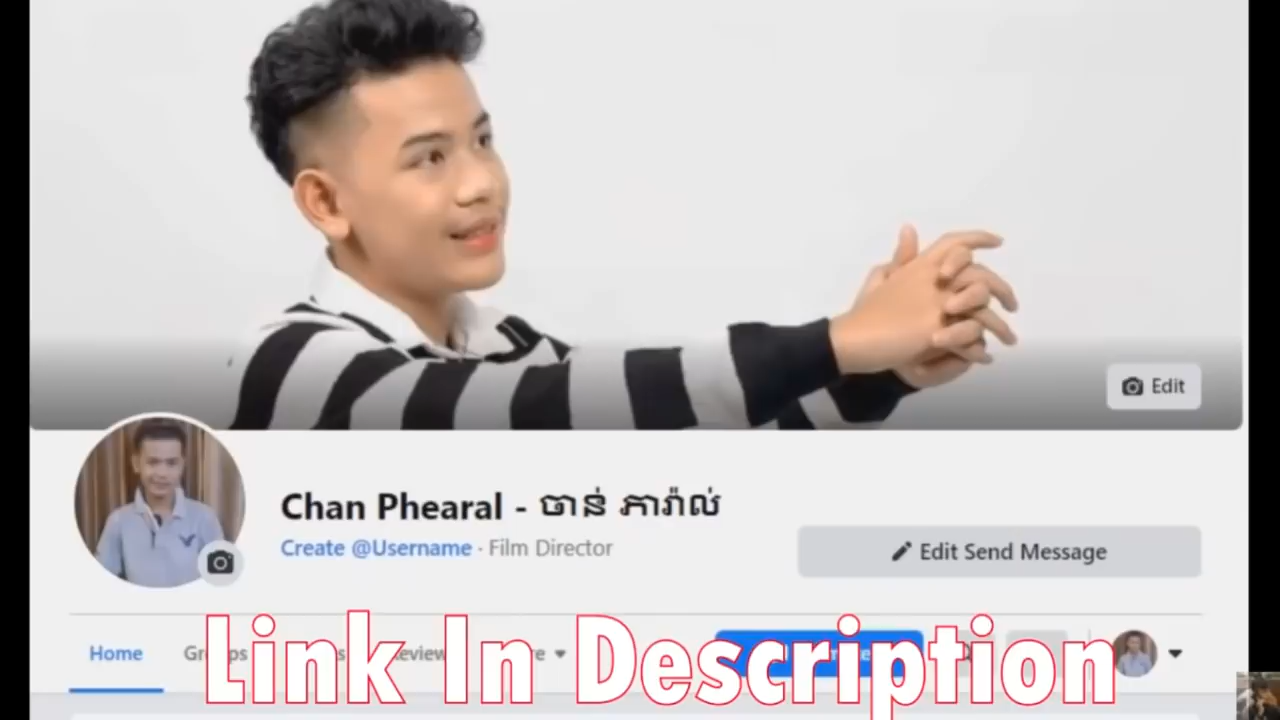 Edit
Chan Phearal - ចាន់ ភារ៉ាល់
Create @Username · Film Director
Edit Send Message
Home
Link In Description